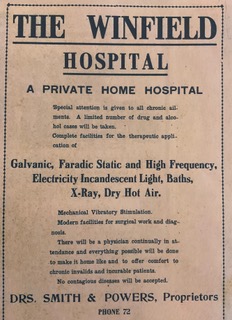 THE WINFIELD
HOSPITAL
A PRIVATE HOME HOSPITAL
Special attention is given to all chronic ail-
ments. A limited number of drug and alco-
hol cases will be taken.
Complete facilities for the therapeutic appli-
cation of
Galvanic, Faradic Static and High Frequency,
Electricity Incandescent Light, Baths,
X-Ray, Dry Hot Air.
Mechanical Vibratory Stimulation.
Modern facilities for surgical work and diag-
nosis.
There will be a physician continually in at-
tendance and everything possible will be done
to make it home like and to offer comfort to
chronic invalids and incurable patients.
No contagious diseases will be accepted.
DRS. SMITH & POWERS, Proprietors
PHONE 72